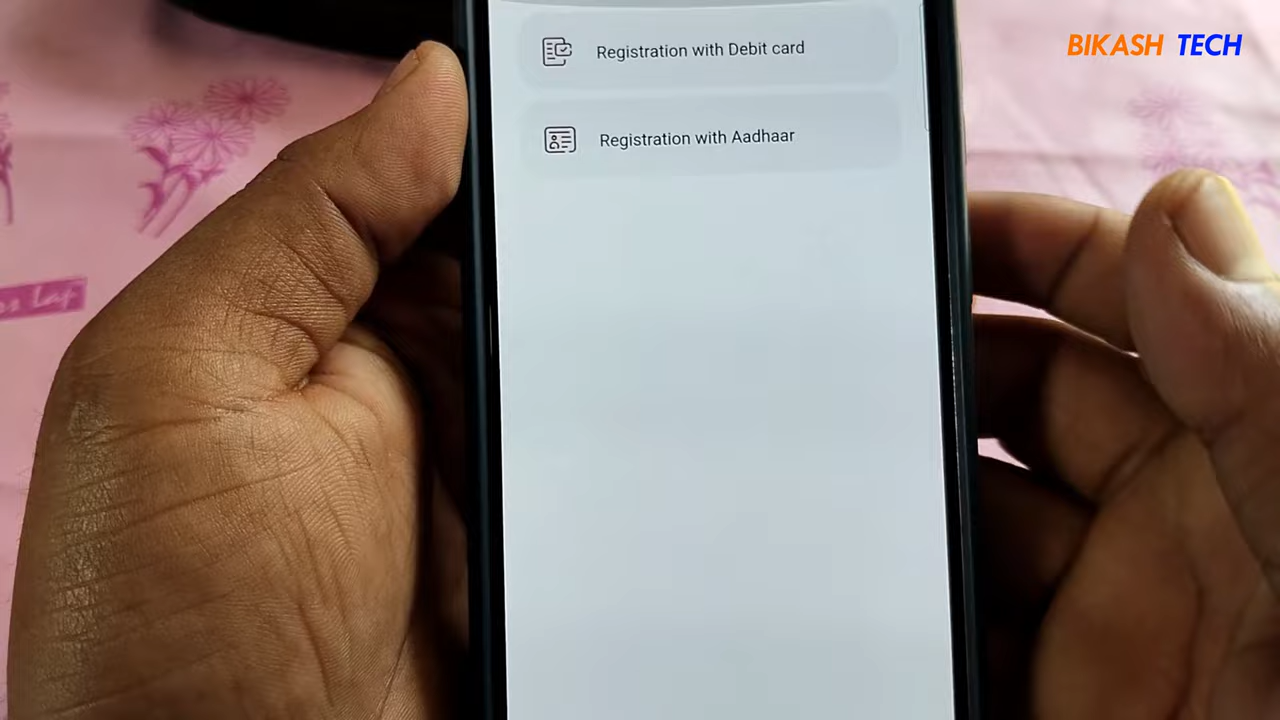 Registration with Debit card
BIKASH TECH
Registration with Aadhaar